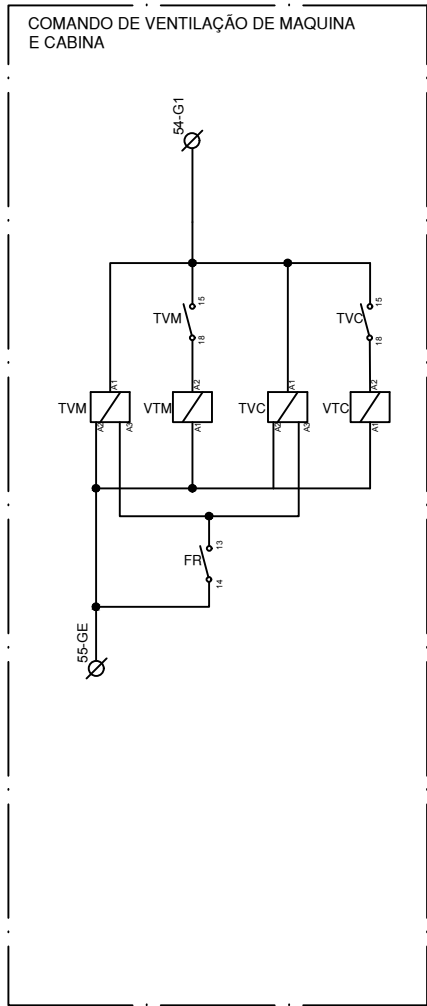 COMANDO DE VENTILAÇÃO DE MAQUINA
E CABINA
54-G1
TVM
15
18
TVC
15
18
TVM
A1
A2
A3
VTM
A2
A1
TVC
A1
A2
A3
VTC
A2
A1
FR
13
14
55-GE